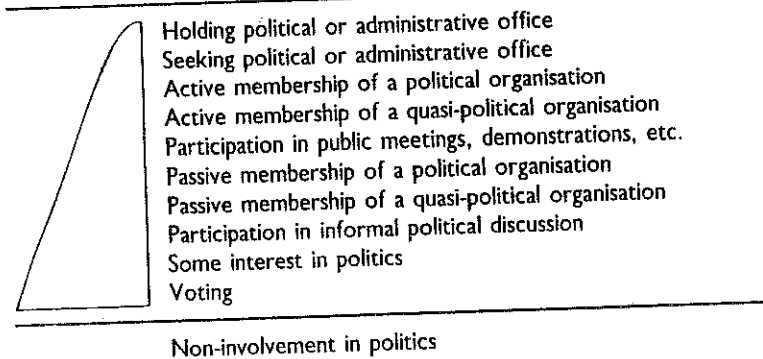 Holding political or administrative office
Seeking political or administrative office
Active membership of a political organisation
Active membership of a quasi-political organisation
Participation in public meetings, demonstrations, etc.
Passive membership of a political organisation
Passive membership of a quasi-political organisation
Participation in informal political discussion
Some interest in politics
Voting
Non-involvement in politics